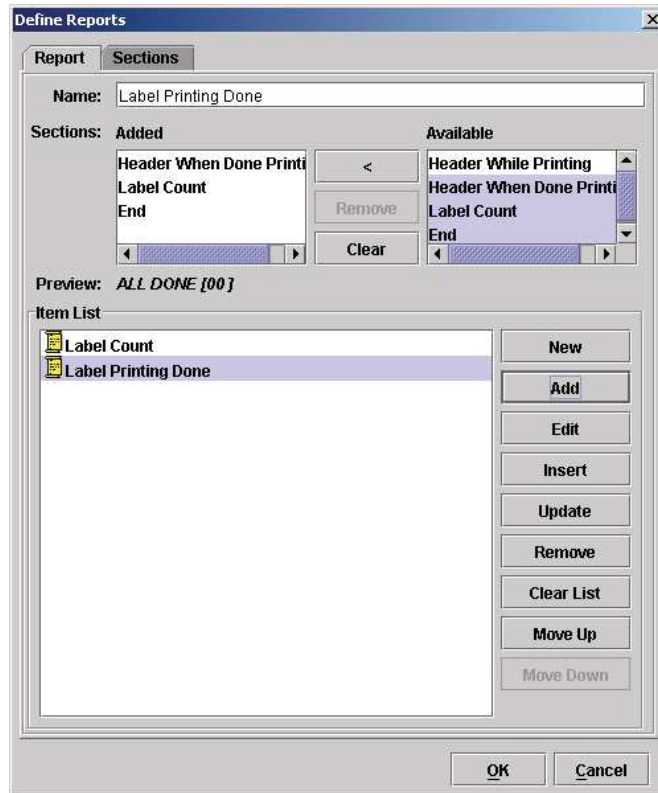 Define Reports
Report Sections
Name: Label Printing Done
Sections: Added Available
Header When Done Printi < Header While Printing
Label Count Remove Header When Done Printi
End Clear Label Count
End
Preview: ALL DONE [00 ]
Item List
Label Count New
Label Printing Done Add
Edit
Insert
Update
Remove
Clear List
Move Up
Move Down
OK Cancel